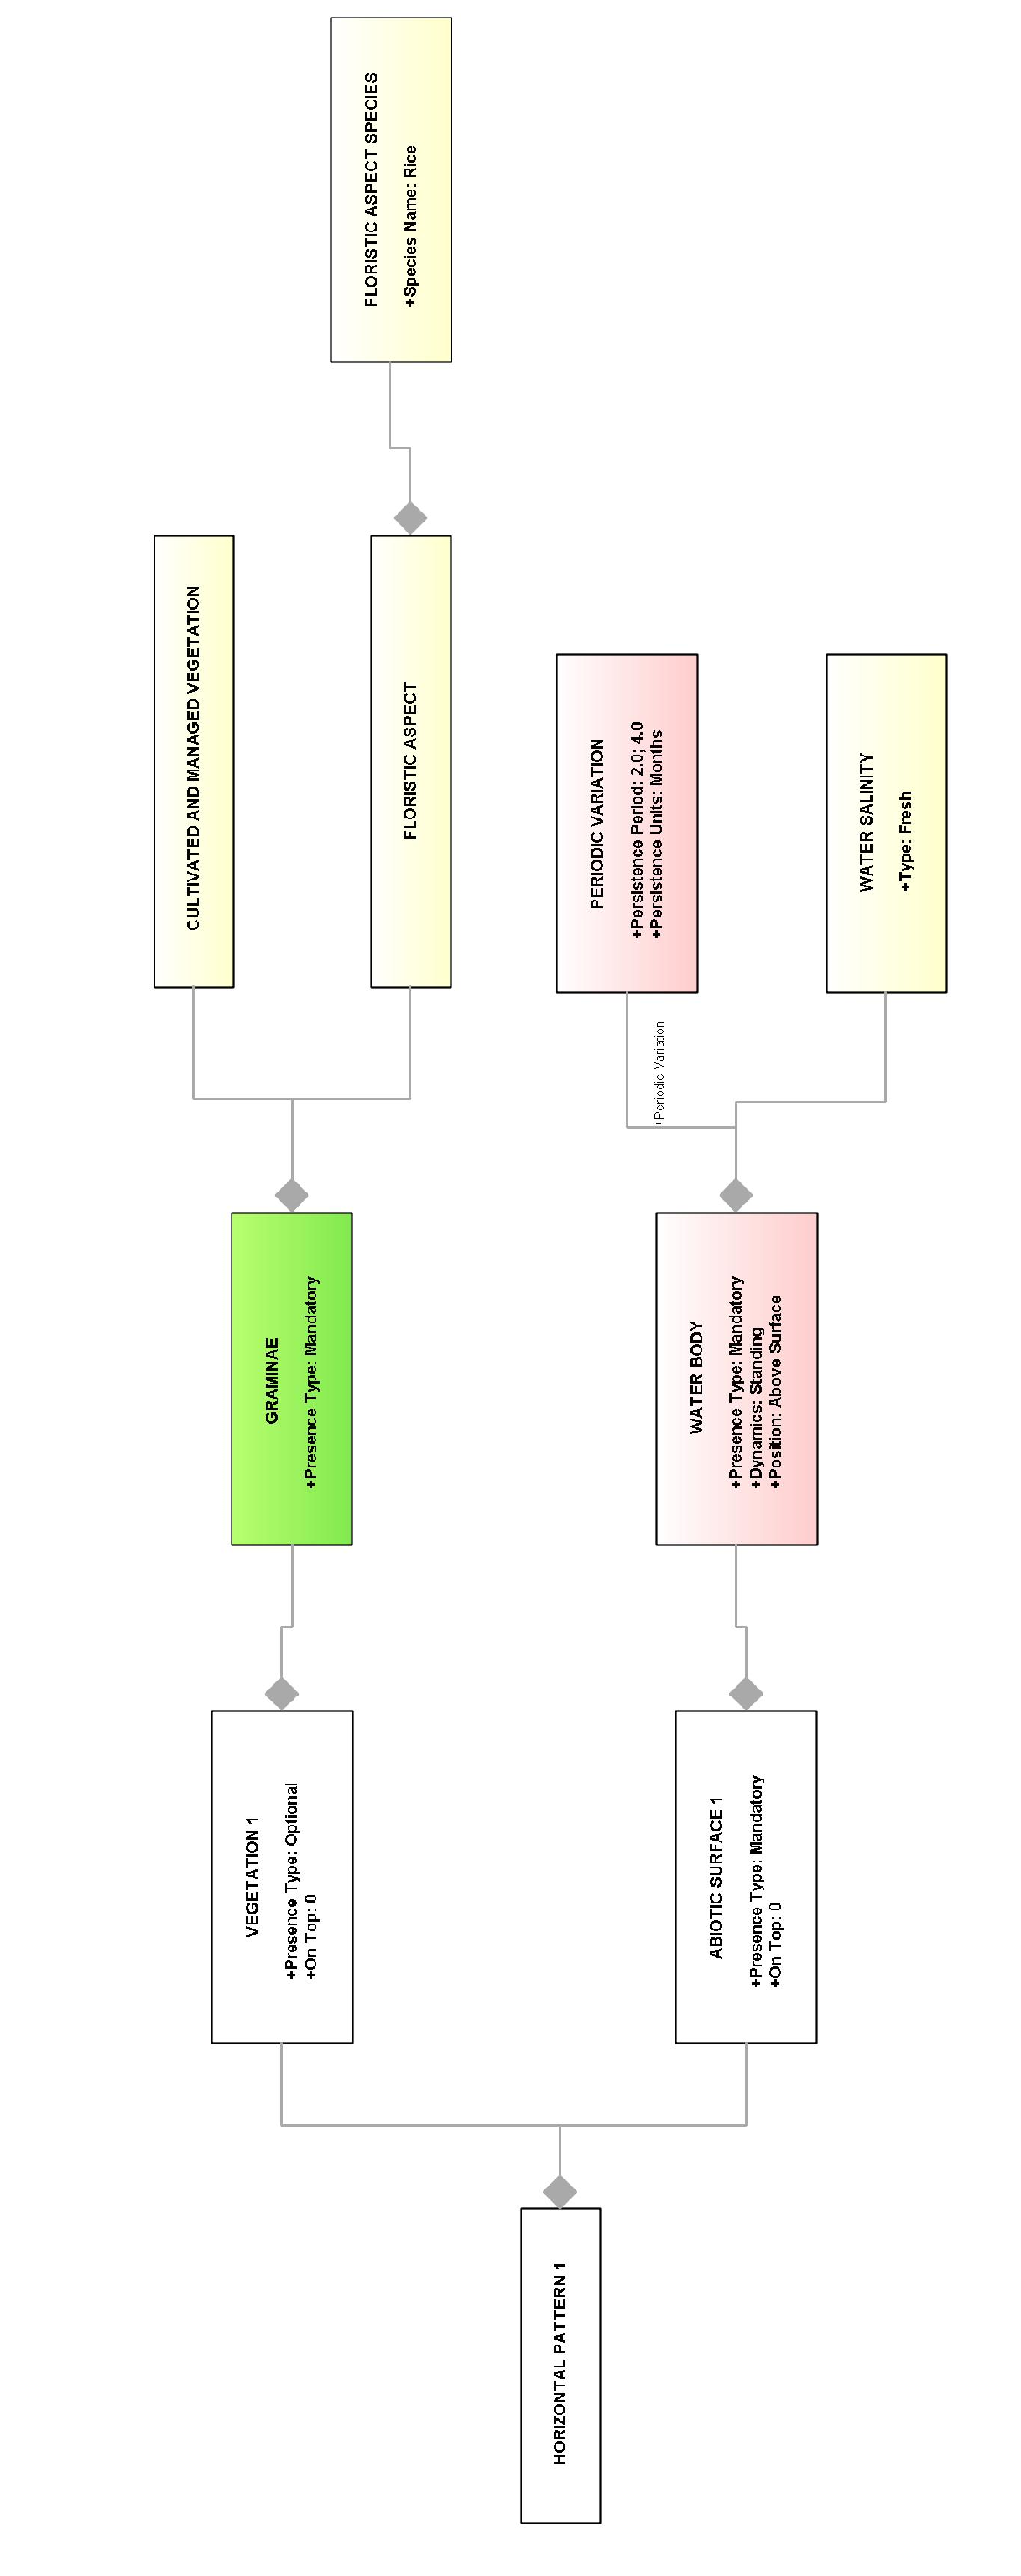 HORIZONTAL PATTERN 1
VEGETATION 1
+Presence Type: Optional
+On Top: 0
GRAMINAE
+Presence Type: Mandatory
CULTIVATED AND MANAGED VEGETATION
FLORISTIC ASPECT
FLORISTIC ASPECT SPECIES
+Species Name: Rice
ABIOTIC SURFACE 1
+Presence Type: Mandatory
+On Top: 0
WATER BODY
+Presence Type: Mandatory
+Dynamics: Standing
+Position: Above Surface
+Periodic Variation
PERIODIC VARIATION
+Persistence Period: 2.0; 4.0
+Persistence Units: Months
WATER SALINITY
+Type: Fresh